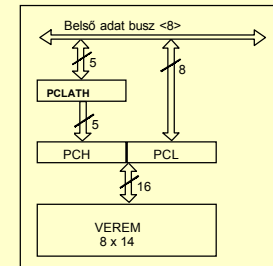 Belső adat busz <8>
5
8
PCLATH
5
PCH PCL
16
VEREM
8 x 14